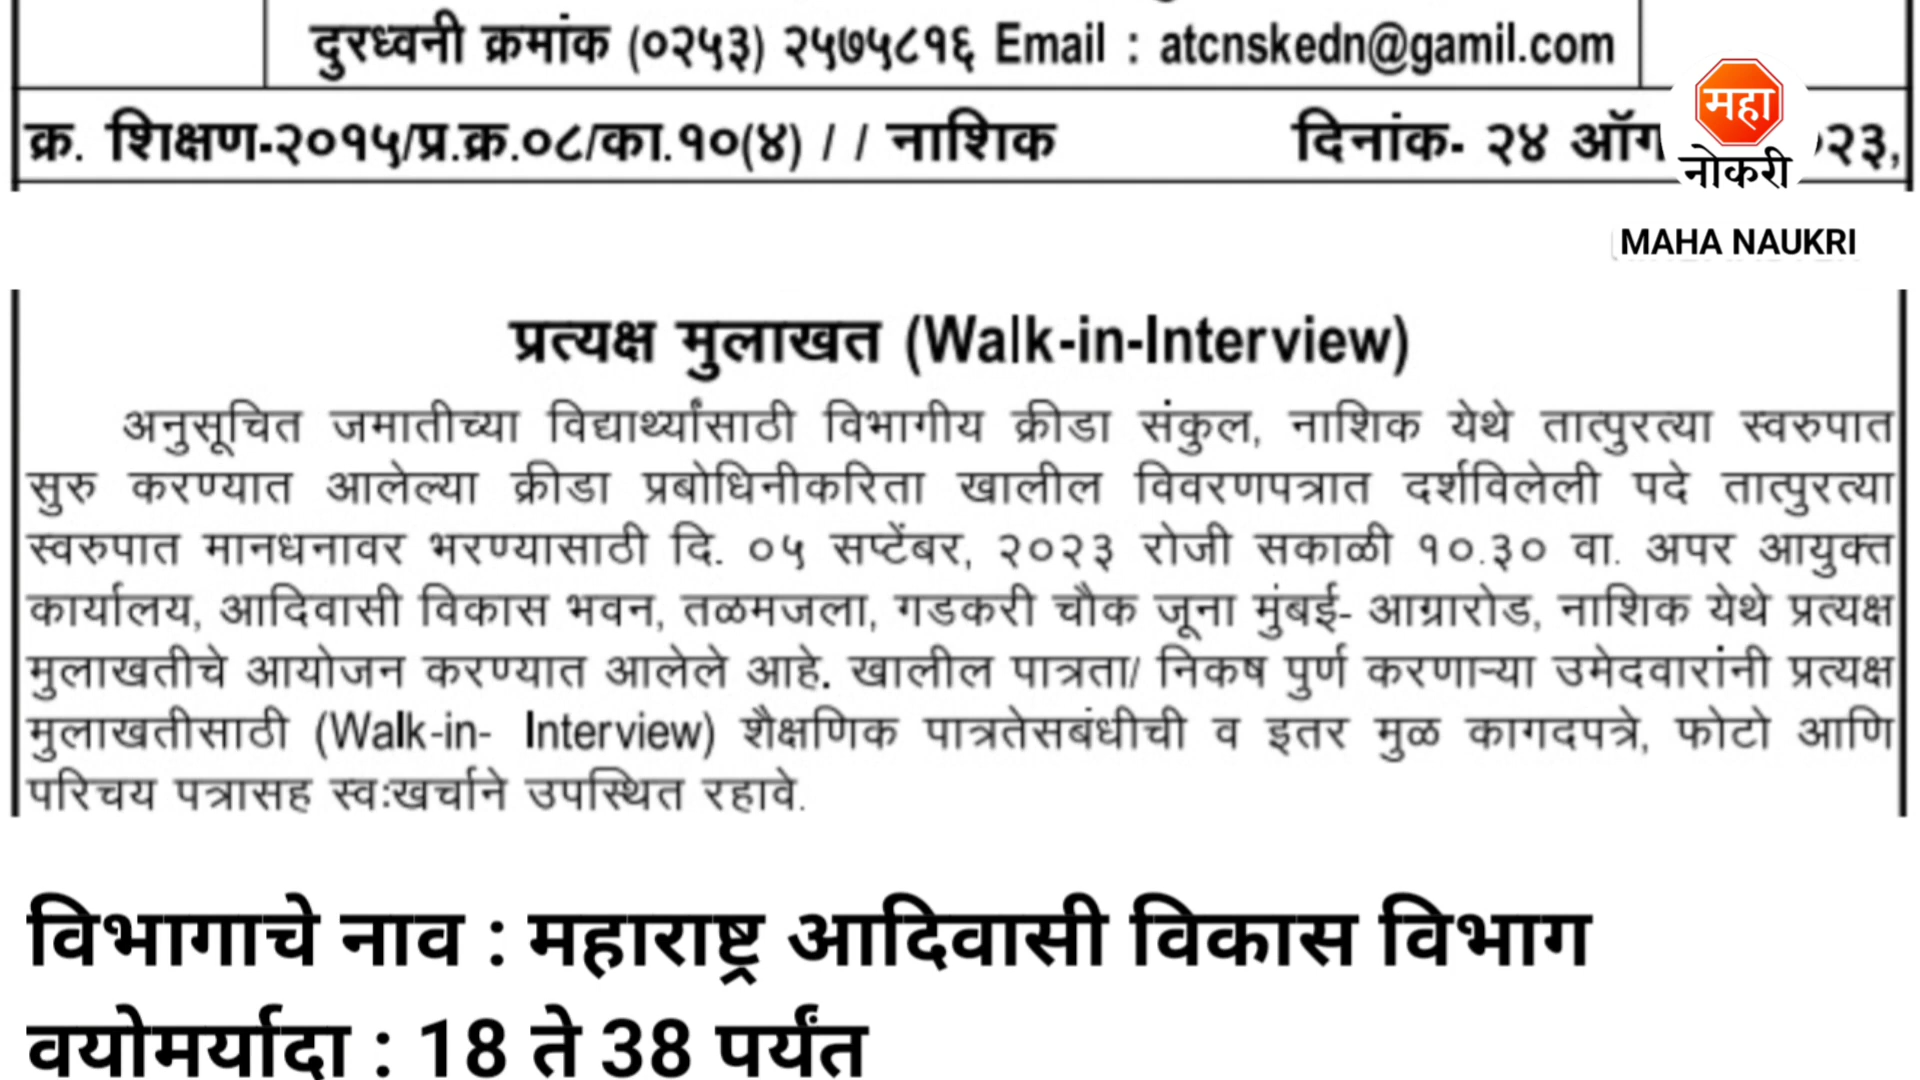 दुरध्वनी क्रमांक (०२५३) २५७५८१६ Email : atcnskedn@gamil.com
क्र. शिक्षण-२०१५/प्र.क्र.०८/का.१०(४) / / नाशिक दिनांक- २४ ऑग २३,
महा
नोकरी
MAHA NAUKRI
प्रत्यक्ष मुलाखत (Walk-in-Interview)
अनुसूचित जमातीच्या विद्यार्थ्यांसाठी विभागीय क्रीडा संकुल, नाशिक येथे तात्पुरत्या स्वरुपात
सुरु करण्यात आलेल्या क्रीडा प्रबोधिनीकरिता खालील विवरणपत्रात दर्शविलेली पदे तात्पुरत्या
स्वरुपात मानधनावर भरण्यासाठी दि. ०५ सप्टेंबर, २०२३ रोजी सकाळी १०.३० वा. अपर आयुक्त
कार्यालय, आदिवासी विकास भवन, तळमजला, गडकरी चौक जूना मुंबई- आग्रारोड, नाशिक येथे प्रत्यक्ष
मुलाखतीचे आयोजन करण्यात आलेले आहे. खालील पात्रता/ निकष पुर्ण करणाऱ्या उमेदवारांनी प्रत्यक्ष
मुलाखतीसाठी (Walk-in- Interview) शैक्षणिक पात्रतेसबंधीची व इतर मुळ कागदपत्रे, फोटो आणि
परिचय पत्रासह स्वःखर्चाने उपस्थित रहावे.
विभागाचे नाव : महाराष्ट्र आदिवासी विकास विभाग
वयोमर्यादा : 18 ते 38 पर्यंत